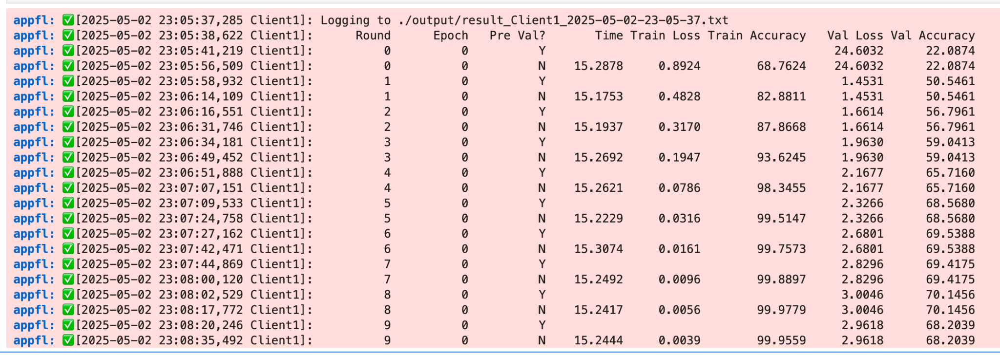 appfl: ✅[2025-05-02 23:05:37,285 Client1]: Logging to ./output/result_Client1_2025-05-02-23-05-37.txt
appfl: ✅[2025-05-02 23:05:38,622 Client1]: Round Epoch Pre Val? Time Train Loss Train Accuracy Val Loss Val Accuracy
appfl: ✅[2025-05-02 23:05:41,219 Client1]: 0 0 Y 24.6032 22.0874
appfl: ✅[2025-05-02 23:05:56,509 Client1]: 0 0 N 15.2878 0.8924 68.7624 24.6032 22.0874
appfl: ✅[2025-05-02 23:05:58,932 Client1]: 1 0 Y 1.4531 50.5461
appfl: ✅[2025-05-02 23:06:14,109 Client1]: 1 0 N 15.1753 0.4828 82.8811 1.4531 50.5461
appfl: ✅[2025-05-02 23:06:16,551 Client1]: 2 0 Y 1.6614 56.7961
appfl: ✅[2025-05-02 23:06:31,746 Client1]: 2 0 N 15.1937 0.3170 87.8668 1.6614 56.7961
appfl: ✅[2025-05-02 23:06:34,181 Client1]: 3 0 Y 1.9630 59.0413
appfl: ✅[2025-05-02 23:06:49,452 Client1]: 3 0 N 15.2692 0.1947 93.6245 1.9630 59.0413
appfl: ✅[2025-05-02 23:06:51,888 Client1]: 4 0 Y 2.1677 65.7160
appfl: ✅[2025-05-02 23:07:07,151 Client1]: 4 0 N 15.2621 0.0786 98.3455 2.1677 65.7160
appfl: ✅[2025-05-02 23:07:09,533 Client1]: 5 0 Y 2.3266 68.5680
appfl: ✅[2025-05-02 23:07:24,758 Client1]: 5 0 N 15.2229 0.0316 99.5147 2.3266 68.5680
appfl: ✅[2025-05-02 23:07:27,162 Client1]: 6 0 Y 2.6801 69.5388
appfl: ✅[2025-05-02 23:07:42,471 Client1]: 6 0 N 15.3074 0.0161 99.7573 2.6801 69.5388
appfl: ✅[2025-05-02 23:07:44,869 Client1]: 7 0 Y 2.8296 69.4175
appfl: ✅[2025-05-02 23:08:00,120 Client1]: 7 0 N 15.2492 0.0096 99.8897 2.8296 69.4175
appfl: ✅[2025-05-02 23:08:02,529 Client1]: 8 0 Y 3.0046 70.1456
appfl: ✅[2025-05-02 23:08:17,772 Client1]: 8 0 N 15.2417 0.0056 99.9779 3.0046 70.1456
appfl: ✅[2025-05-02 23:08:20,246 Client1]: 9 0 Y 2.9618 68.2039
appfl: ✅[2025-05-02 23:08:35,492 Client1]: 9 0 N 15.2444 0.0039 99.9559 2.9618 68.2039